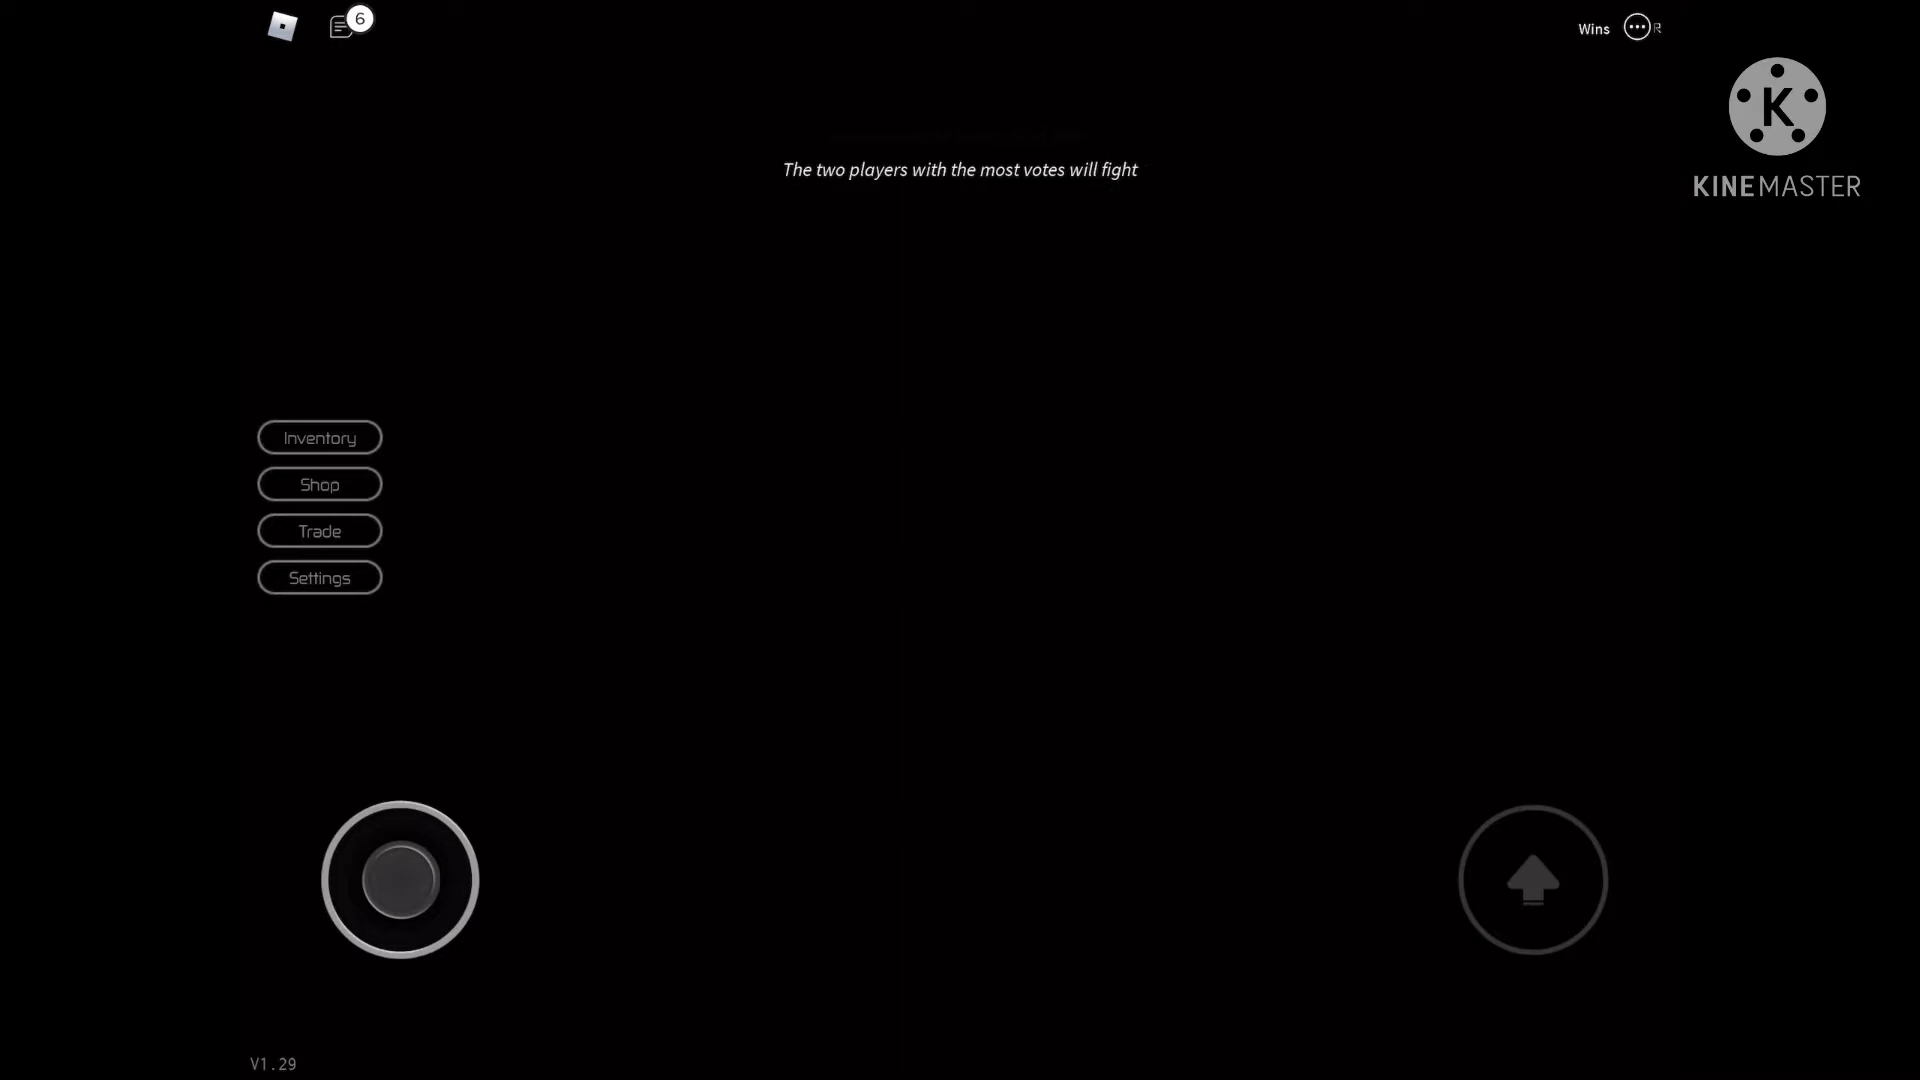 6
Wins
R
K
KINEMASTER
The two players with the most votes will fight
Inventory
Shop
Trade
Settings
V1.29